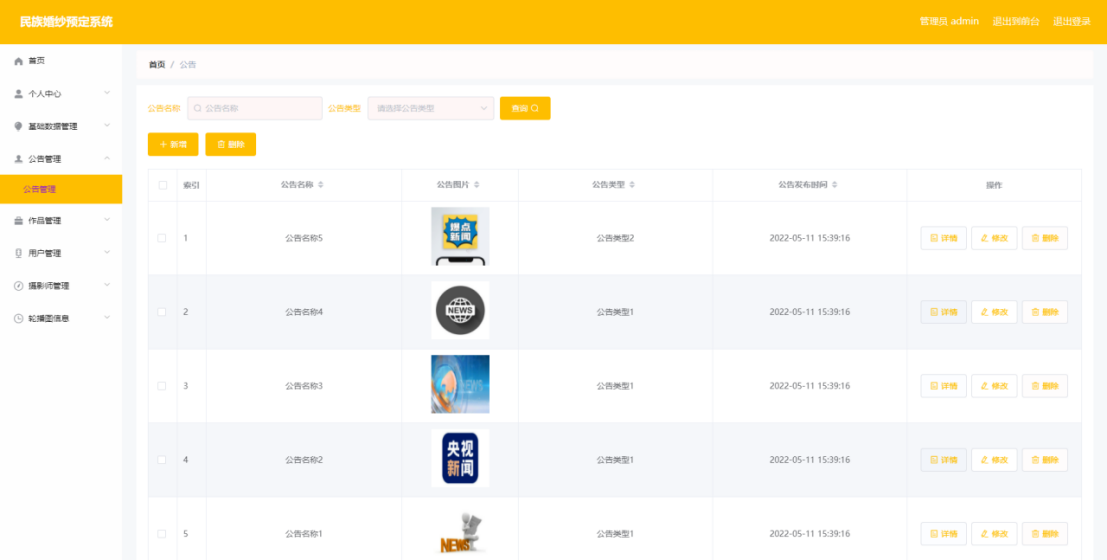 民族婚纱预定系统
管理员 admin 退出到前台 退出登录
首页
个人中心
基础数据管理
公告管理
公告管理
作品管理
用户管理
摄影师管理
轮播图信息
首页 / 公告
公告名称 公告名称 公告类型 请选择公告类型 查询
新增 删除
索引 公告名称 公告图片 公告类型 公告发布时间 操作
1 公告名称5 公告类型2 2022-05-11 15:39:16 详情 修改 删除
爆点
新闻
2 公告名称4 NEWS 公告类型1 2022-05-11 15:39:16 详情 修改 删除
3 公告名称3 NEWS 公告类型1 2022-05-11 15:39:16 详情 修改 删除
4 公告名称2 公告类型1 2022-05-11 15:39:16 详情 修改 删除
央视
新闻
5 公告名称1 NEWS 公告类型1 2022-05-11 15:39:16 详情 修改 删除